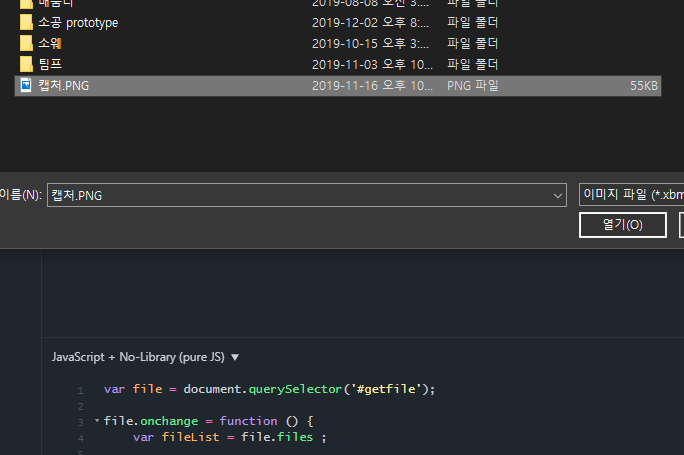 2019-08-08 오전 3:... 파일 폴더
소공 prototype 2019-12-02 오후 8:... 파일 폴더
소웨 2019-10-15 오후 3:... 파일 폴더
팀프 2019-11-03 오후 10... 파일 폴더
캡처.PNG 2019-11-16 오후 10... PNG 파일 55KB
이름(N): 캡처.PNG 이미지 파일 (*.xbm
열기(O)
JavaScript + No-Library (pure JS) ▼
1 var file = document.querySelector('#getfile');
2
3 file.onchange = function () {
4 var fileList = file.files ;